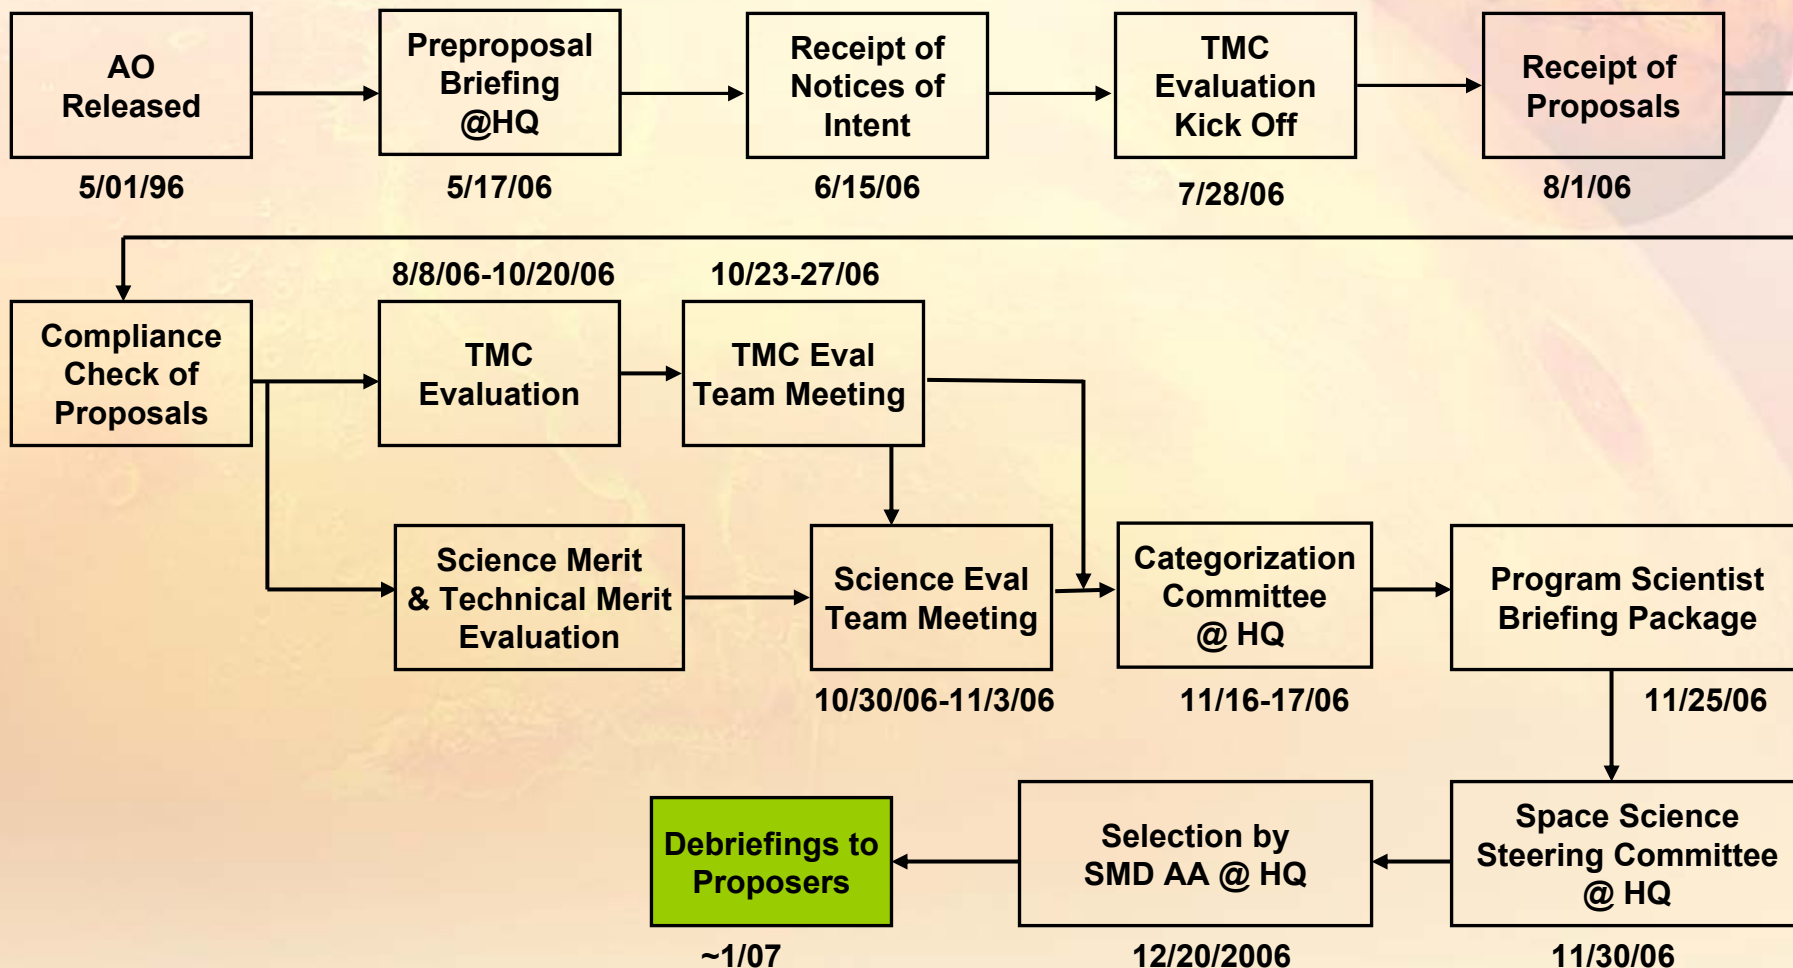 AO
Released
5/01/96
Preproposal
Briefing
@HQ
5/17/06
Receipt of
Notices of
Intent
6/15/06
TMC
Evaluation
Kick Off
7/28/06
Receipt of
Proposals
8/1/06
Compliance
Check of
Proposals
8/8/06-10/20/06
TMC
Evaluation
10/23-27/06
TMC Eval
Team Meeting
Science Merit
& Technical Merit
Evaluation
Science Eval
Team Meeting
10/30/06-11/3/06
Categorization
Committee
@ HQ
11/16-17/06
Program Scientist
Briefing Package
11/25/06
Space Science
Steering Committee
@ HQ
11/30/06
Selection by
SMD AA @ HQ
12/20/2006
Debriefings to
Proposers
~1/07